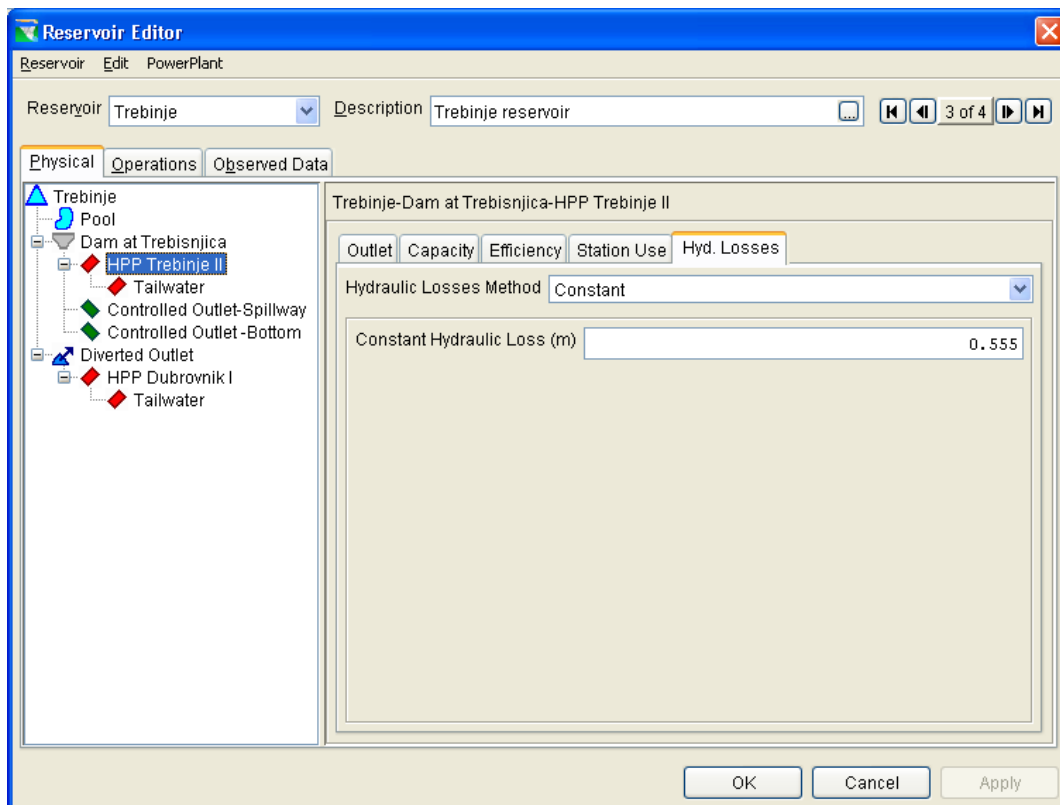 Reservoir Editor
Reservoir Edit PowerPlant
Reservoir Trebinje Description Trebinje reservoir ... 3 of 4
Physical Operations Observed Data
Trebinje
Pool
Dam at Trebisnjica
HPP Trebinje II
Tailwater
Controlled Outlet-Spillway
Controlled Outlet-Bottom
Diverted Outlet
HPP Dubrovnik I
Tailwater
Trebinje-Dam at Trebisnjica-HPP Trebinje II
Outlet Capacity Efficiency Station Use Hyd. Losses
Hydraulic Losses Method Constant
Constant Hydraulic Loss (m) 0.555
OK Cancel Apply